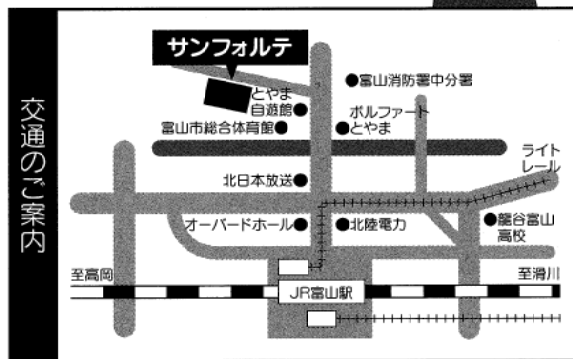 交通のご案内
サンフォルテ
とやま
自遊館
富山消防署中分署
ボルファート
とやま
富山市総合体育館
ライト
レール
北日本放送
オーバードホール
北陸電力
龍谷富山
高校
至高岡
至滑川
JR富山駅